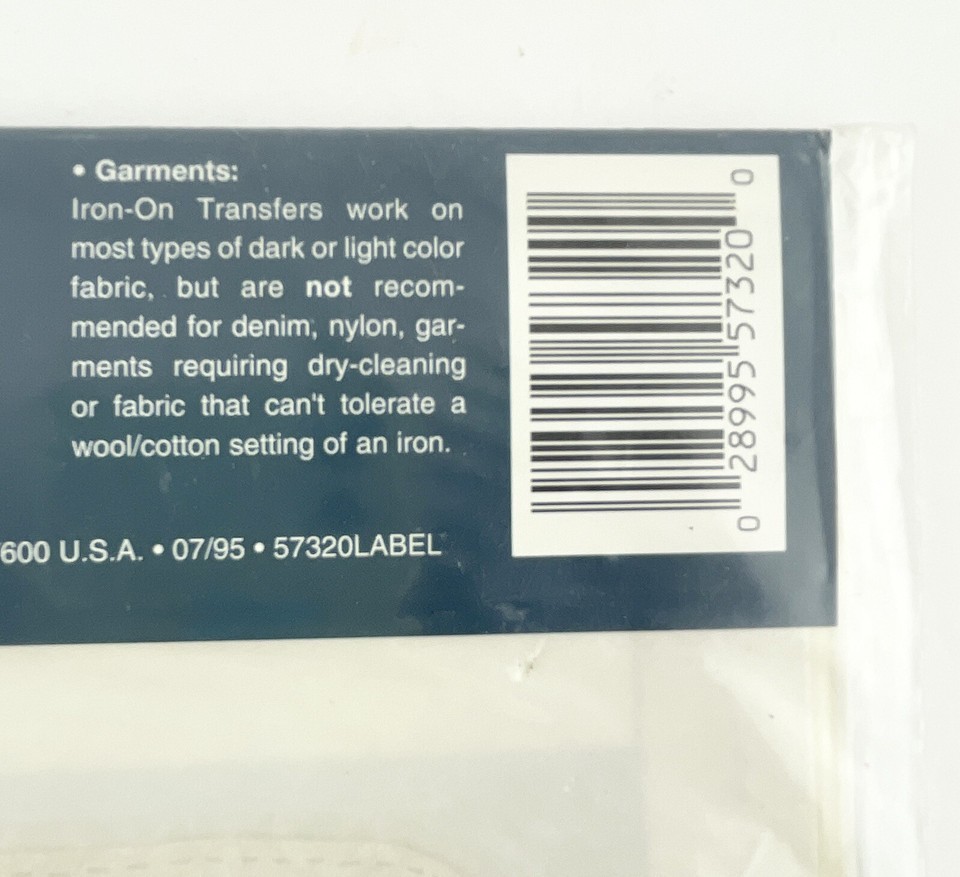 • Garments:
Iron-On Transfers work on
most types of dark or light color
fabric, but are not recom-
mended for denim, nylon, gar-
ments requiring dry-cleaning
or fabric that can't tolerate a
wool/cotton setting of an iron.
600 U.S.A. • 07/95 • 57320LABEL
0 28995 57320 0